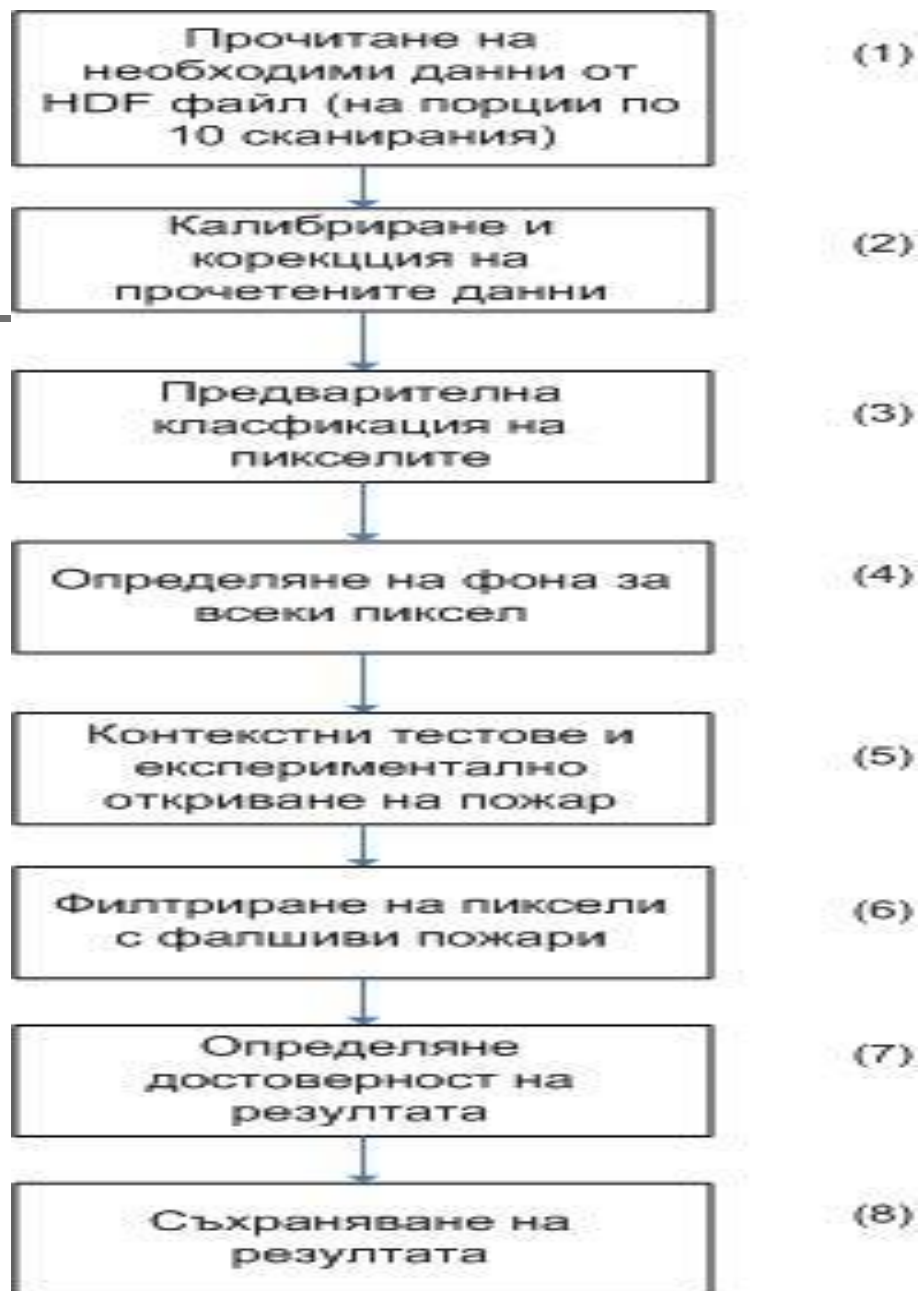 Прочитане на
необходими данни от
HDF файл (на порции по
10 сканирания)
(1)
Калибриране и
корекцция на
прочетените данни
(2)
Предварителна
класфикация на
пикселите
(3)
Определяне на фона за
всеки пиксел
(4)
Контекстни тестове и
експериментално
откриване на пожар
(5)
Филтриране на пиксели
с фалшиви пожари
(6)
Определяне
достоверност на
резултата
(7)
Съхраняване на
резултата
(8)